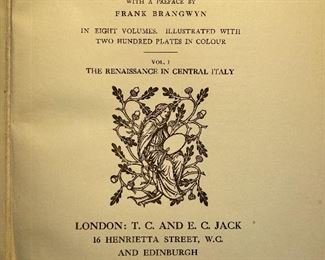 WITH A PREFACE BY
FRANK BRANGWYN
IN EIGHT VOLUMES, ILLUSTRATED WITH
TWO HUNDRED PLATES IN COLOUR
VOL. I
THE RENAISSANCE IN CENTRAL ITALY
LONDON: T. C. AND E. C. JACK
16 HENRIETTA STREET, W.C.
AND EDINBURGH